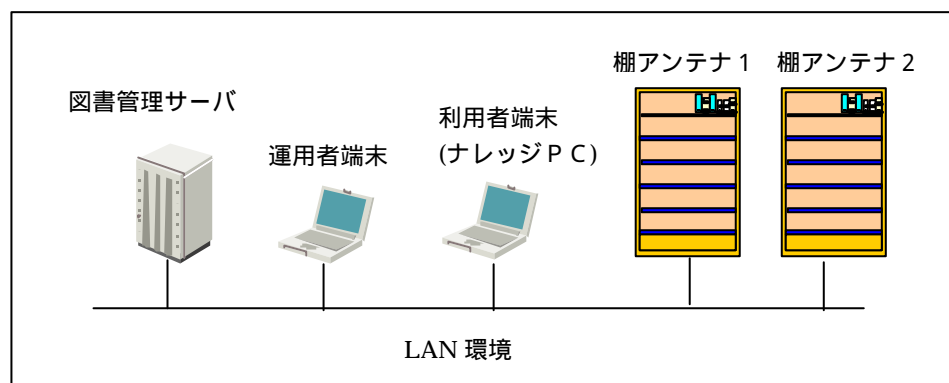 図書管理サーバ
運用者端末
利用者端末
(ナレッジＰＣ)
棚アンテナ 1
棚アンテナ 2
LAN 環境